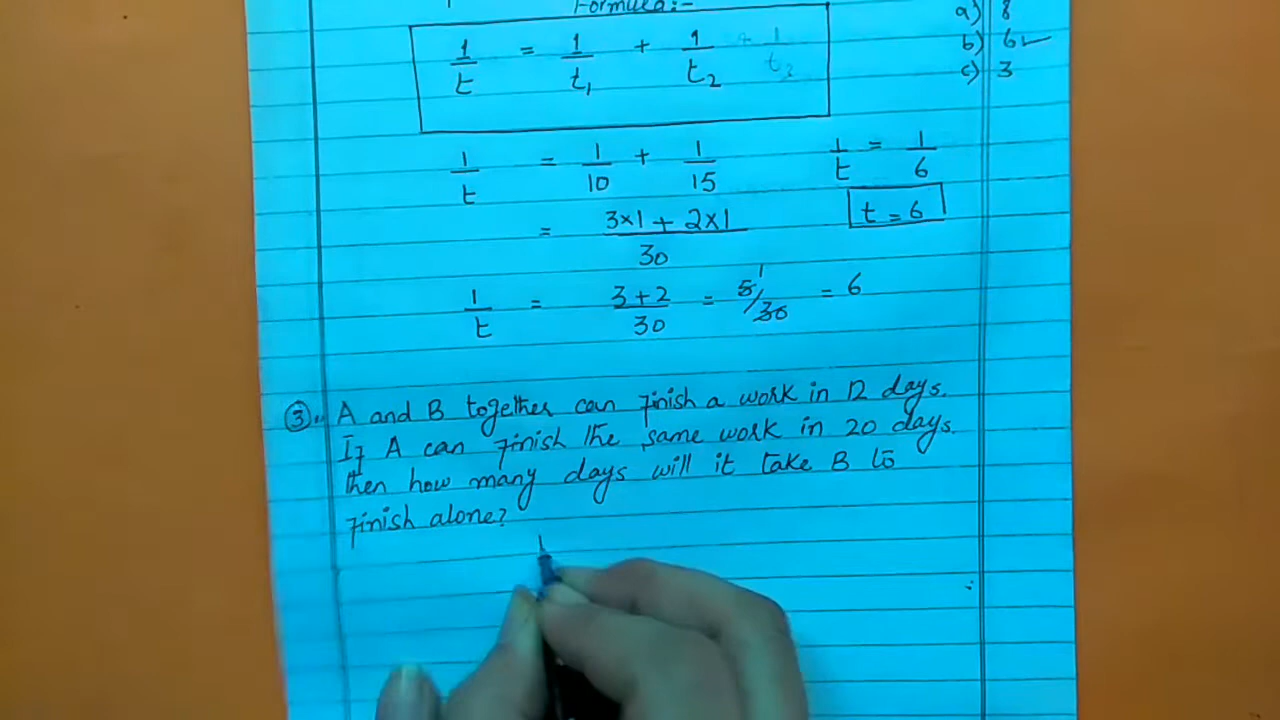 Formula:-
1/t = 1/t₁ + 1/t₂ + 1/t₃
a) 8
b) 6 ✓
c) 3
1/t = 1/10 + 1/15
1/t = 1/6
= 3×1 + 2×1 / 30
t = 6
1/t = 3+2/30 = 5/30 1 = 6
③.. A and B together can finish a work in 12 days.
If A can finish the same work in 20 days.
then how many days will it take B to
finish alone?